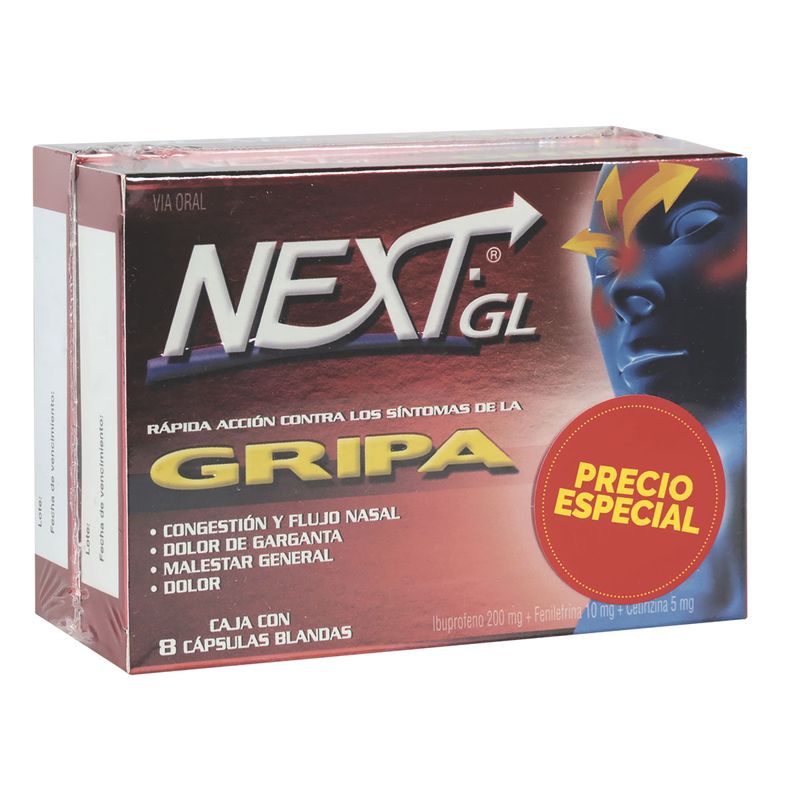 VIA ORAL
NEXT®
GL
RÁPIDA ACCIÓN CONTRA LOS SÍNTOMAS DE LA
GRIPA
• CONGESTIÓN Y FLUJO NASAL
• DOLOR DE GARGANTA
• MALESTAR GENERAL
• DOLOR
CAJA CON
8 CÁPSULAS BLANDAS
PRECIO
ESPECIAL
Ibuprofeno 200 mg + Fenilefrina 10 mg + Cetirizina 5 mg
Lote:
Fecha de vencimiento:
Lote:
Fecha de vencimiento: